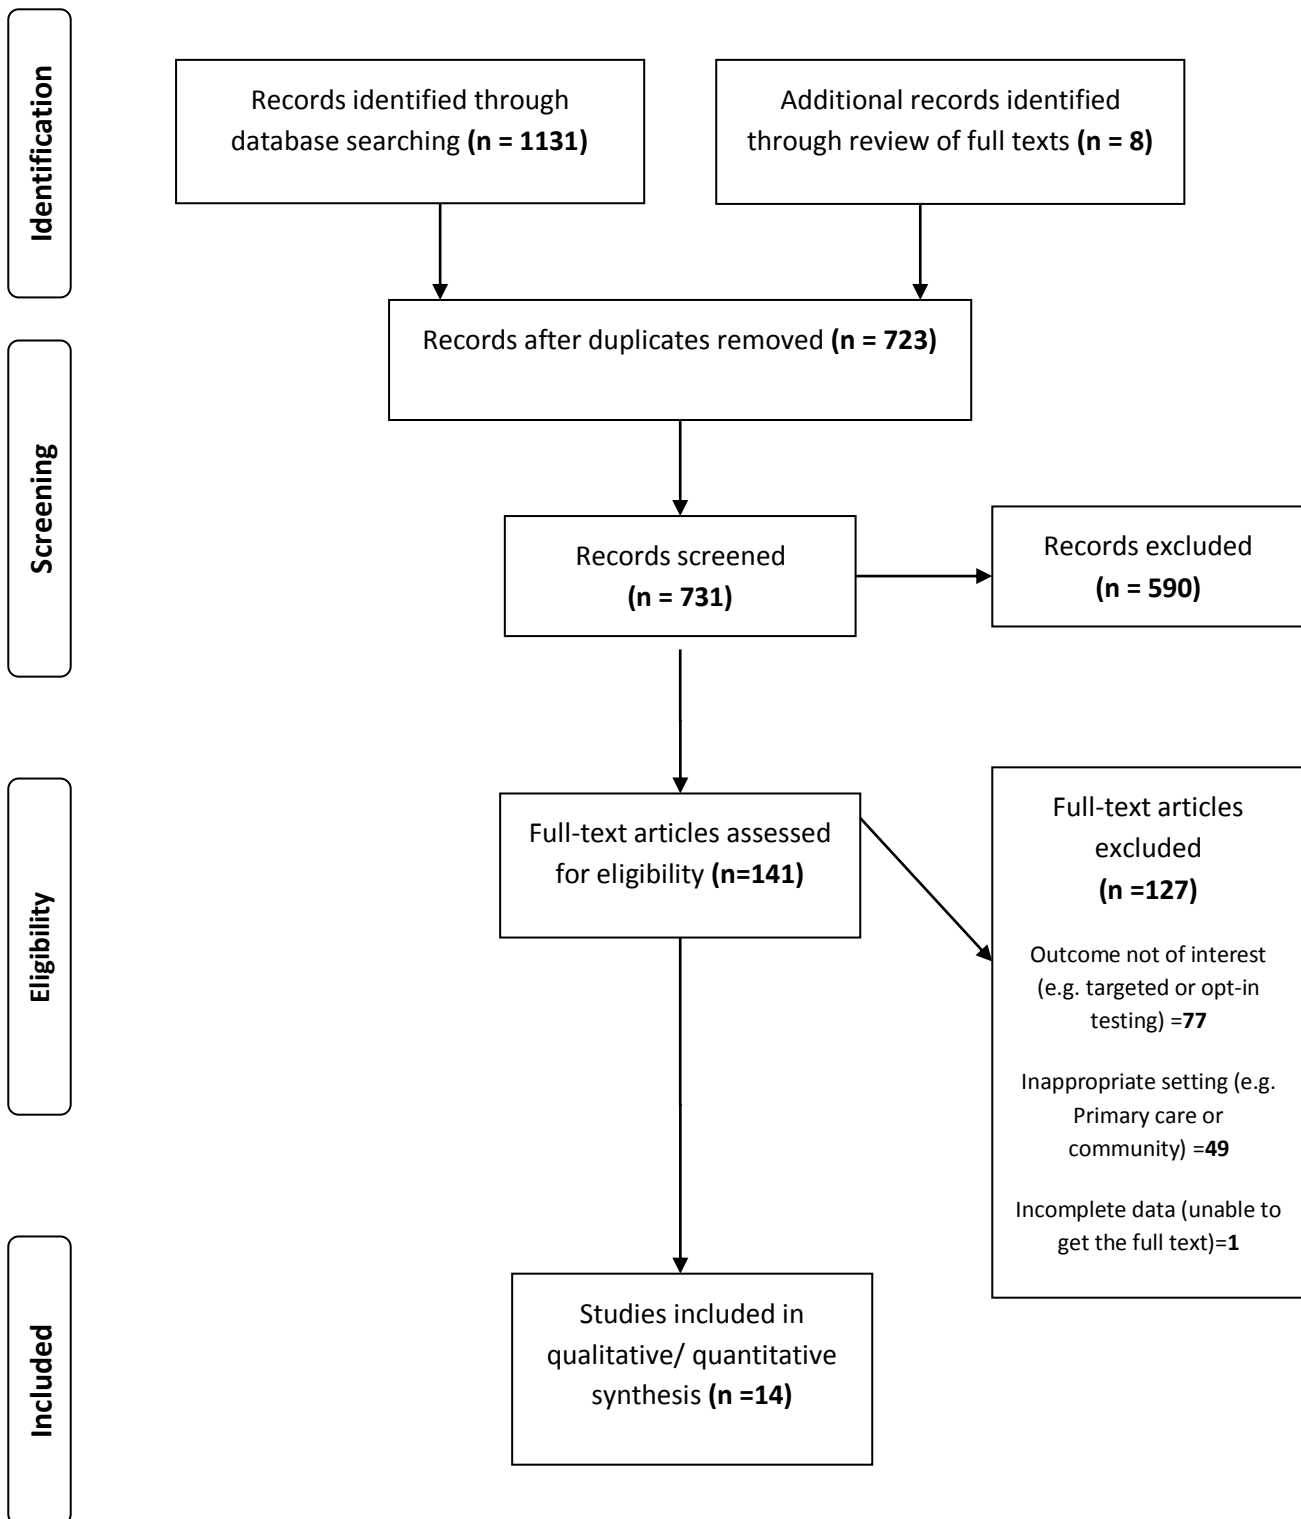 Identification
Records identified through
database searching (n = 1131)
Additional records identified
through review of full texts (n = 8)
Records after duplicates removed (n = 723)
Screening
Records screened
(n = 731)
Records excluded
(n = 590)
Eligibility
Full-text articles assessed
for eligibility (n=141)
Full-text articles
excluded
(n =127)
Outcome not of interest
(e.g. targeted or opt-in
testing) =77
Inappropriate setting (e.g.
Primary care or
community) =49
Incomplete data (unable to
get the full text)=1
Included
Studies included in
qualitative/ quantitative
synthesis (n =14)